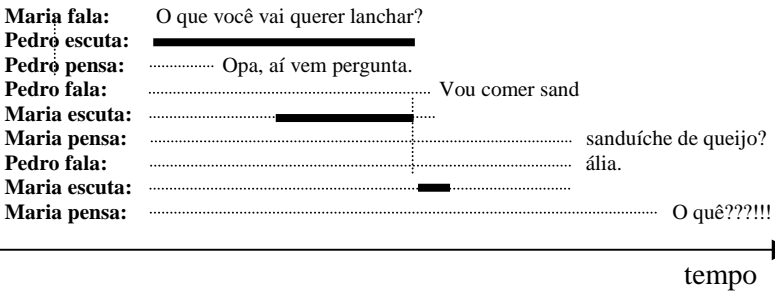 Maria fala: O que você vai querer lanchar?
Pedro escuta:
Pedro pensa: Opa, aí vem pergunta.
Pedro fala: Vou comer sand
Maria escuta:
Maria pensa: sanduíche de queijo?
Pedro fala: ália.
Maria escuta:
Maria pensa: O quê???!!!
tempo